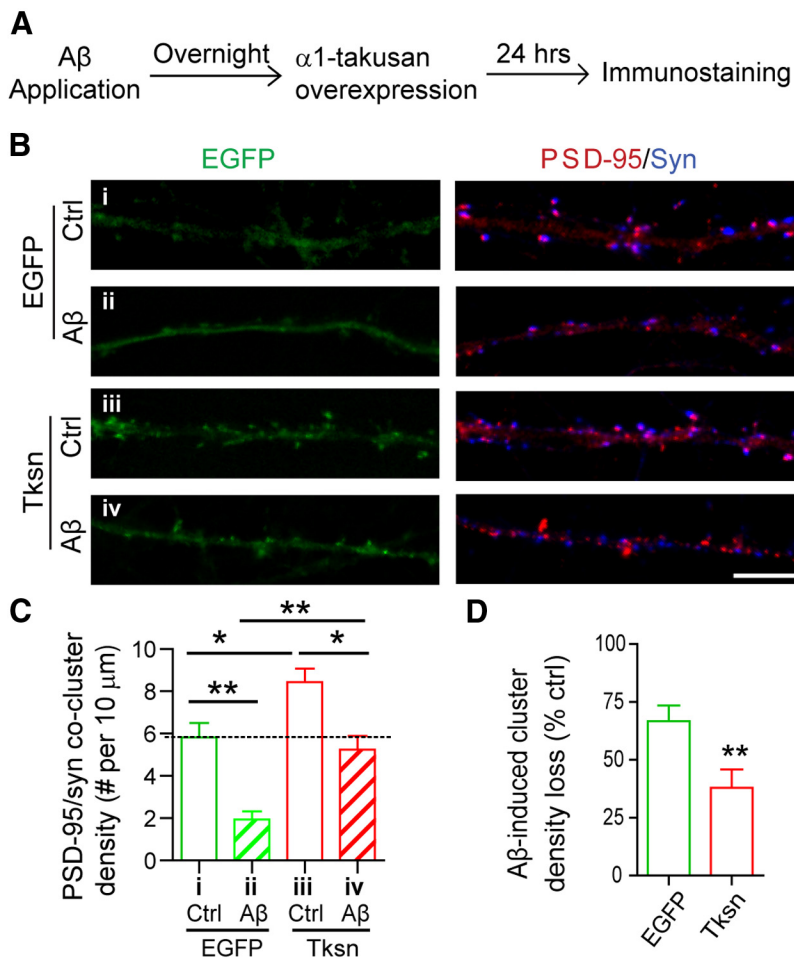 A
Aβ
Application
Overnight
α1-takusan
overexpression
24 hrs
Immunostaining
B
EGFP
PSD-95/Syn
EGFP
Ctrl
i
Aβ
ii
Tksn
Ctrl
iii
Aβ
iv
C
PSD-95/syn co-cluster
density (# per 10 μm)
10
8
6
4
2
0
*
**
**
*
i
ii
iii
iv
Ctrl
Aβ
Ctrl
Aβ
EGFP
Tksn
D
Aβ-induced cluster
density loss (% ctrl)
100
75
50
25
0
**
EGFP
Tksn